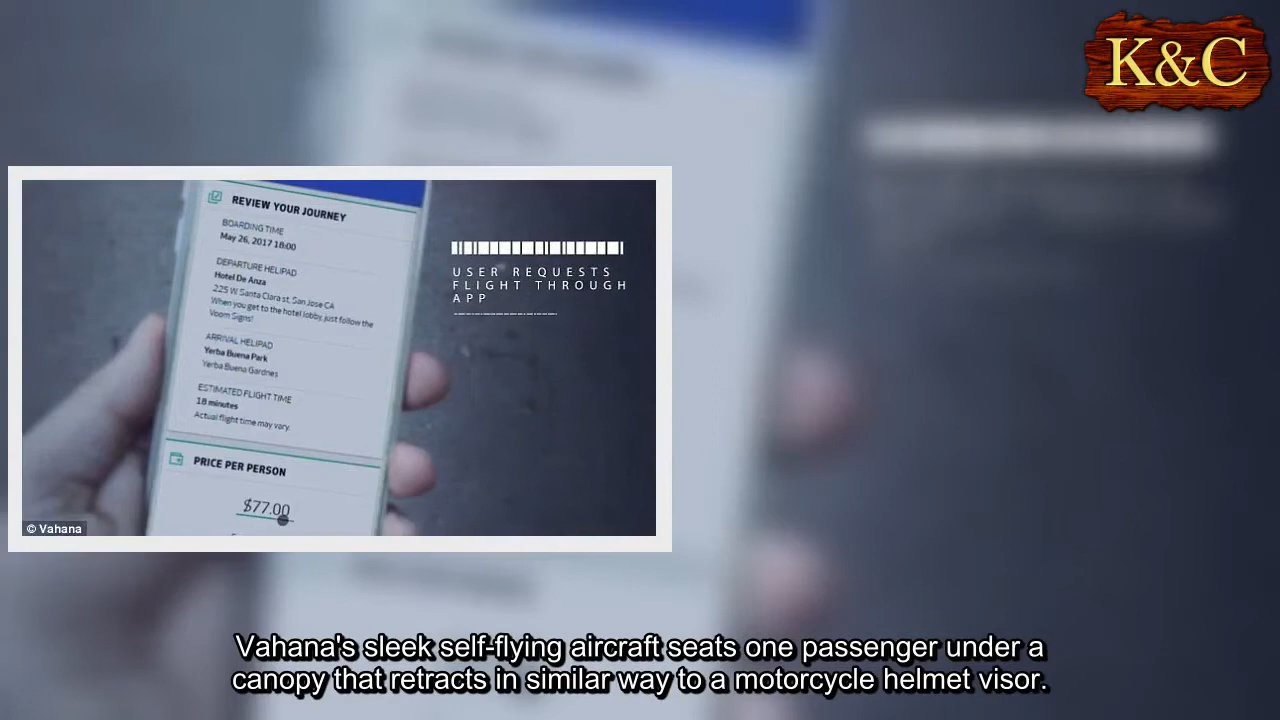 K&C
REVIEW YOUR JOURNEY
BOARDING TIME
May 26, 2017 18:00
DEPARTURE HELIPAD
Hotel De Anza
225 W Santa Clara st, San Jose CA
When you get to the hotel lobby, just follow the
Voom Signs!
ARRIVAL HELIPAD
Yerba Buena Park
Yerba Buena Gardnes
ESTIMATED FLIGHT TIME
18 minutes
Actual flight time may vary.
PRICE PER PERSON
$77.00
USER REQUESTS
FLIGHT THROUGH
APP
© Vahana
Vahana's sleek self-flying aircraft seats one passenger under a
canopy that retracts in similar way to a motorcycle helmet visor.